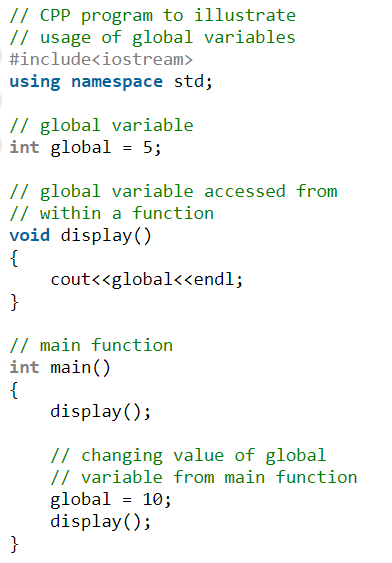 // CPP program to illustrate
// usage of global variables
#include<iostream>
using namespace std;
// global variable
int global = 5;
// global variable accessed from
// within a function
void display()
{
    cout<<global<<endl;
}
// main function
int main()
{
    display();
    // changing value of global
    // variable from main function
    global = 10;
    display();
}